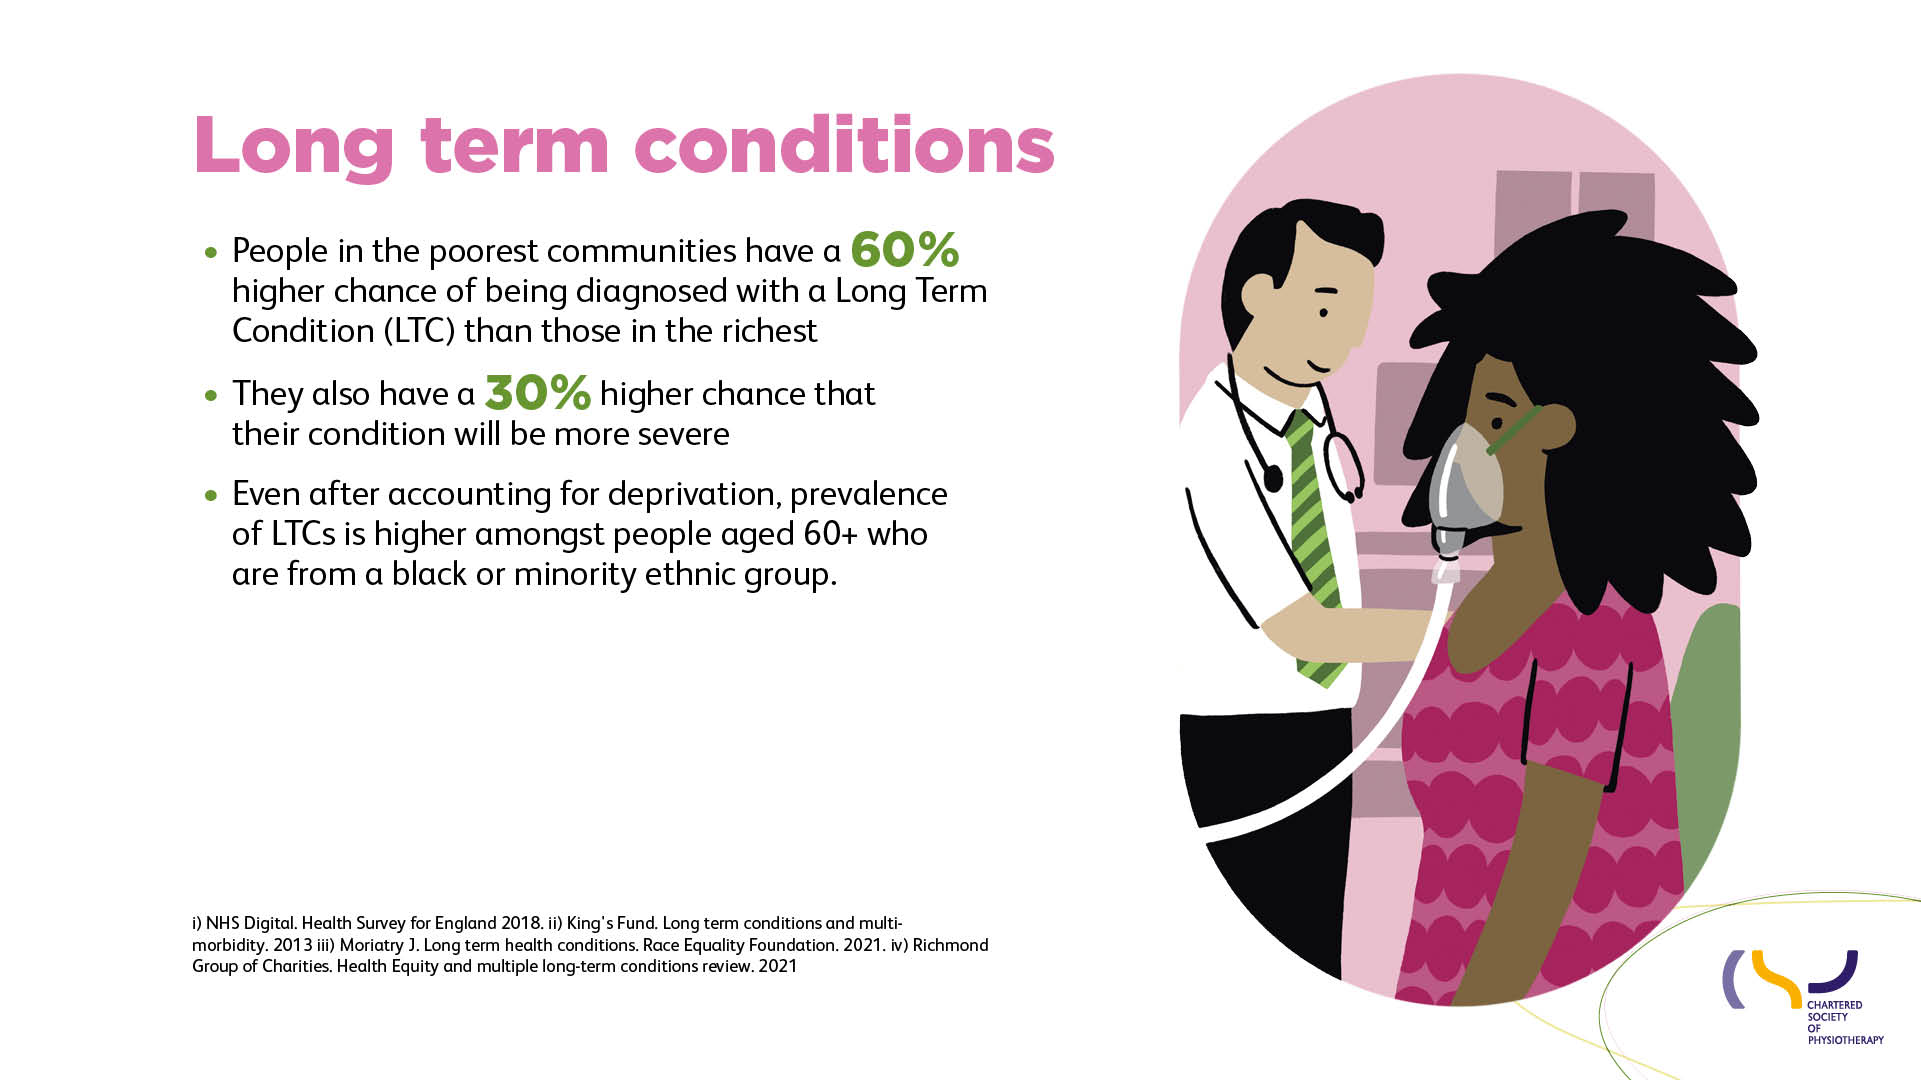 Long term conditions
• People in the poorest communities have a 60%
higher chance of being diagnosed with a Long Term
Condition (LTC) than those in the richest
• They also have a 30% higher chance that
their condition will be more severe
• Even after accounting for deprivation, prevalence
of LTCs is higher amongst people aged 60+ who
are from a black or minority ethnic group.
i) NHS Digital. Health Survey for England 2018. ii) King's Fund. Long term conditions and multi-
morbidity. 2013 iii) Moriatry J. Long term health conditions. Race Equality Foundation. 2021. iv) Richmond
Group of Charities. Health Equity and multiple long-term conditions review. 2021
CHARTERED
SOCIETY
OF
PHYSIOTHERAPY